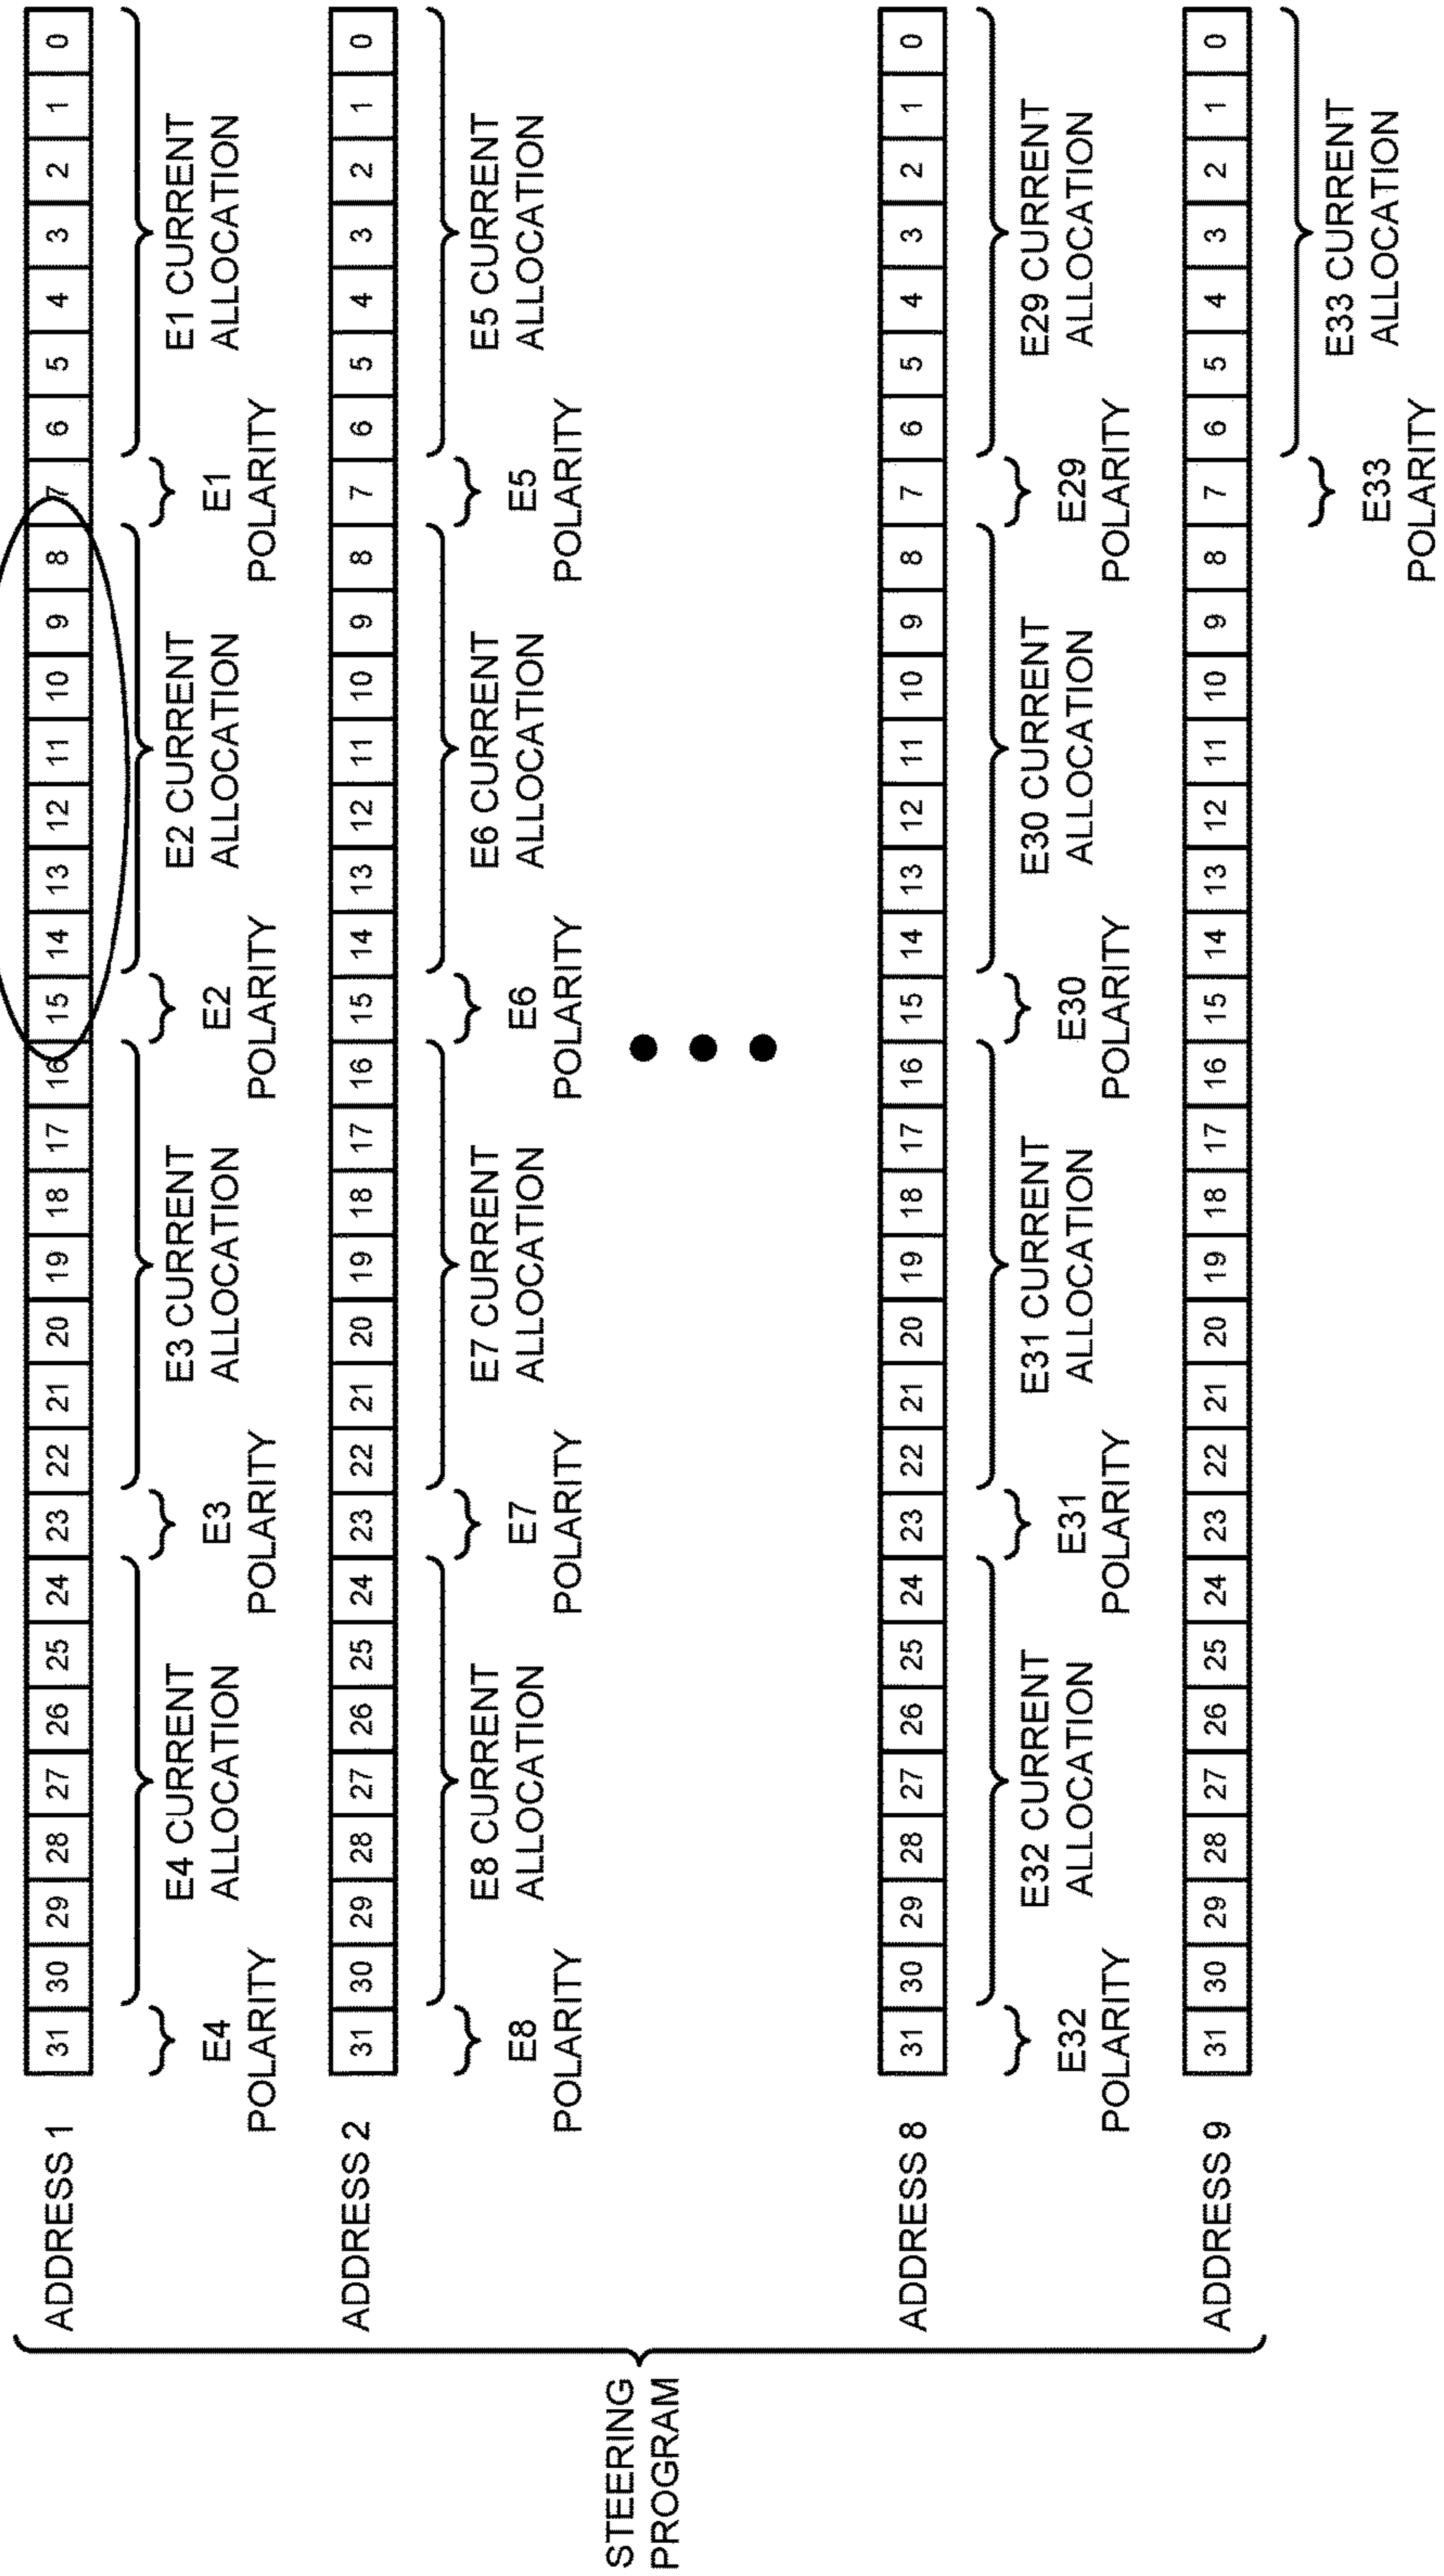 ADDRESS 1
31 30 29 28 27 26 25 24 23 22 21 20 19 18 17 16 15 14 13 12 11 10 9 8 7 6 5 4 3 2 1 0
E4 CURRENT
ALLOCATION
E3 CURRENT
ALLOCATION
E2 CURRENT
ALLOCATION
E1 CURRENT
ALLOCATION
E4
POLARITY
E3
POLARITY
E2
POLARITY
E1
POLARITY
ADDRESS 2
31 30 29 28 27 26 25 24 23 22 21 20 19 18 17 16 15 14 13 12 11 10 9 8 7 6 5 4 3 2 1 0
E8 CURRENT
ALLOCATION
E7 CURRENT
ALLOCATION
E6 CURRENT
ALLOCATION
E5 CURRENT
ALLOCATION
E8
POLARITY
E7
POLARITY
E6
POLARITY
E5
POLARITY
STEERING
PROGRAM
ADDRESS 8
31 30 29 28 27 26 25 24 23 22 21 20 19 18 17 16 15 14 13 12 11 10 9 8 7 6 5 4 3 2 1 0
E32 CURRENT
ALLOCATION
E31 CURRENT
ALLOCATION
E30 CURRENT
ALLOCATION
E29 CURRENT
ALLOCATION
E32
POLARITY
E31
POLARITY
E30
POLARITY
E29
POLARITY
ADDRESS 9
31 30 29 28 27 26 25 24 23 22 21 20 19 18 17 16 15 14 13 12 11 10 9 8 7 6 5 4 3 2 1 0
E33 CURRENT
ALLOCATION
E33
POLARITY